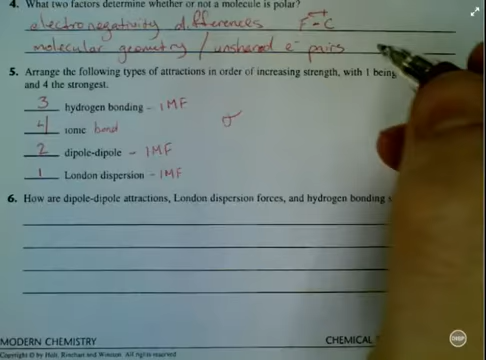 4. What two factors determine whether or not a molecule is polar?
electronegativity differences F-C
molecular geometry / unshared e⁻ pairs
5. Arrange the following types of attractions in order of increasing strength, with 1 being
and 4 the strongest.
3 hydrogen bonding - IMF
4 ionic bond
σ
2 dipole-dipole - IMF
1 London dispersion - IMF
6. How are dipole-dipole attractions, London dispersion forces, and hydrogen bonding
MODERN CHEMISTRY CHEMICAL
Copyright © by Holt, Rinehart and Winston. All rights reserved.